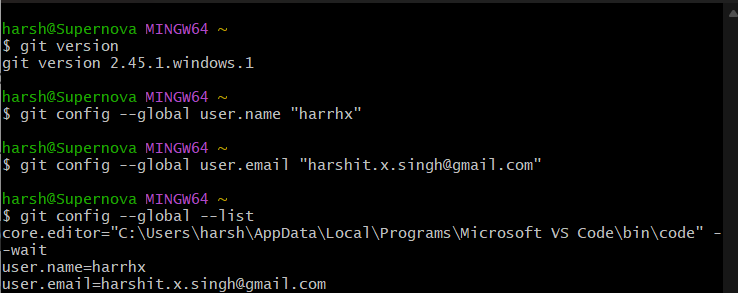 harsh@Supernova MINGW64 ~
$ git version
git version 2.45.1.windows.1
harsh@Supernova MINGW64 ~
$ git config --global user.name "harrhx"
harsh@Supernova MINGW64 ~
$ git config --global user.email "harshit.x.singh@gmail.com"
harsh@Supernova MINGW64 ~
$ git config --global --list
core.editor="C:\Users\harsh\AppData\Local\Programs\Microsoft VS Code\bin\code" -
-wait
user.name=harrhx
user.email=harshit.x.singh@gmail.com